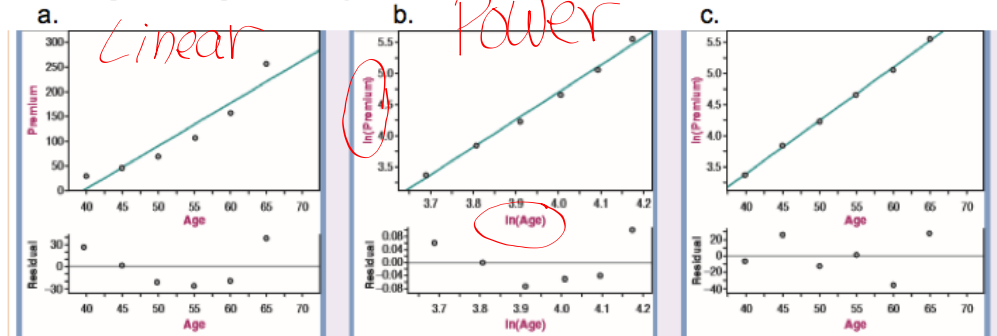 a.
Linear
300
250
200
150
100
50
0
Premium
40 45 50 55 60 65 70
Age
30
0
−30
Residual
40 45 50 55 60 65 70
Age
b.
Power
5.5
5.0
4.5
4.0
3.5
ln(Premium)
3.7 3.8 3.9 4.0 4.1 4.2
ln(Age)
0.08
0.04
0.00
−0.04
−0.08
Residual
3.7 3.8 3.9 4.0 4.1 4.2
ln(Age)
c.
5.5
5.0
4.5
4.0
3.5
ln(Premium)
40 45 50 55 60 65 70
Age
20
0
−20
−40
Residual
40 45 50 55 60 65 70
Age